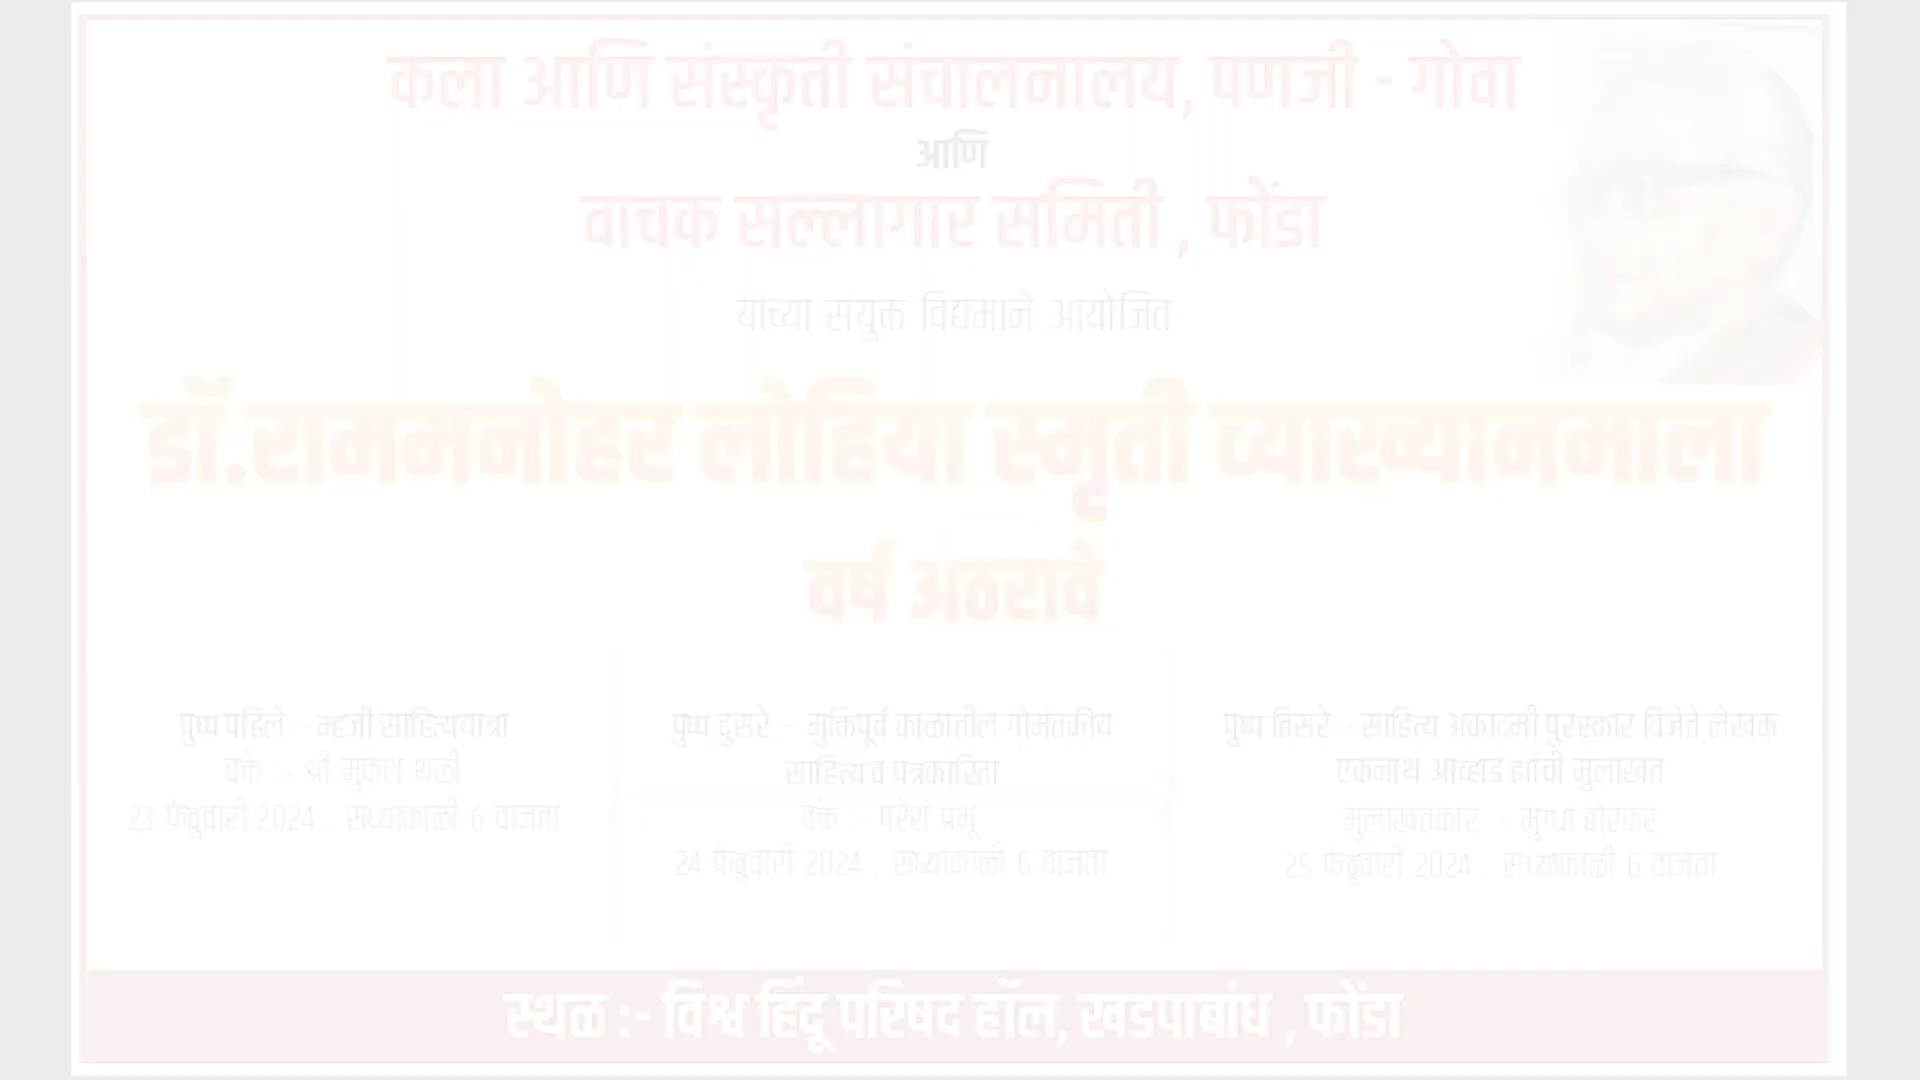 कला आणि संस्कृती संचालनालय, पणजी - गोवा
आणि
वाचक सल्लागार समिती , फोंडा
यांच्या संयुक्त विद्यमाने आयोजित
डॉ.राममनोहर लोहिया स्मृती व्याख्यानमाला
वर्ष अठरावे
पुष्प पहिले :- म्हजी साहित्ययात्रा
वक्ते :- श्री मुकेश थळी
23 फेब्रुवारी 2024 , संध्याकाळी 6 वाजता
पुष्प दुसरे :- मुक्तिपूर्व काळातील गोमंतकीय
साहित्य व पत्रकारिता
वक्ते :- परेश प्रभू
24 फेब्रुवारी 2024 , संध्याकाळी 6 वाजता
पुष्प तिसरे :- साहित्य अकादमी पुरस्कार विजेते लेखक
एकनाथ आव्हाड ह्यांची मुलाखत
मुलाखतकार :- मुग्धा बोरकर
25 फेब्रुवारी 2024 , संध्याकाळी 6 वाजता
स्थळ :- विश्व हिंदू परिषद हॉल, खडपाबांध , फोंडा